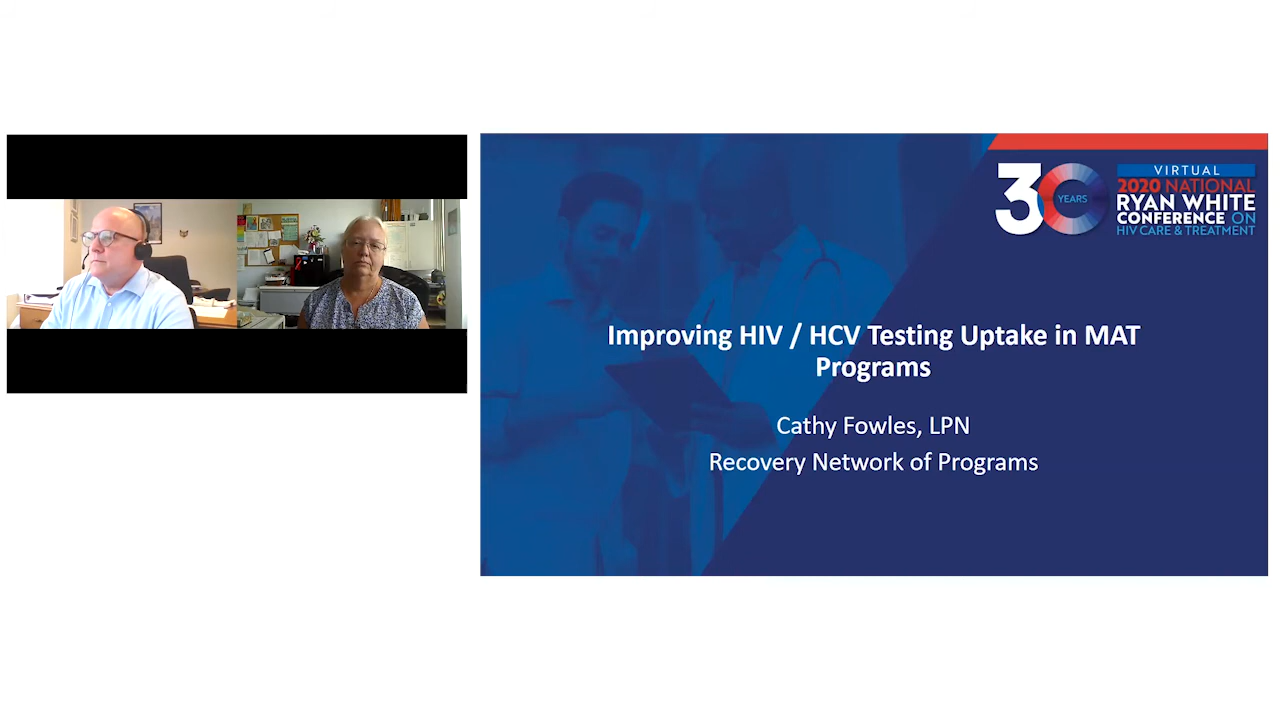 30 YEARS
VIRTUAL
2020 NATIONAL
RYAN WHITE
CONFERENCE ON
HIV CARE & TREATMENT
Improving HIV / HCV Testing Uptake in MAT
Programs
Cathy Fowles, LPN
Recovery Network of Programs